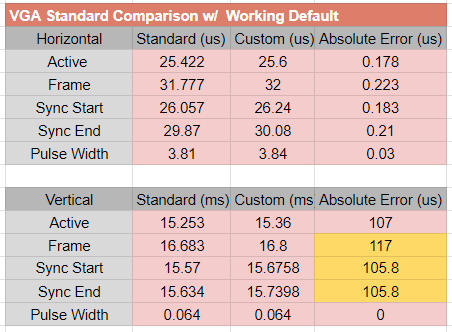 VGA Standard Comparison w/ Working Default
Horizontal Standard (us) Custom (us) Absolute Error (us)
Active 25.422 25.6 0.178
Frame 31.777 32 0.223
Sync Start 26.057 26.24 0.183
Sync End 29.87 30.08 0.21
Pulse Width 3.81 3.84 0.03
Vertical Standard (ms) Custom (ms Absolute Error (us)
Active 15.253 15.36 107
Frame 16.683 16.8 117
Sync Start 15.57 15.6758 105.8
Sync End 15.634 15.7398 105.8
Pulse Width 0.064 0.064 0